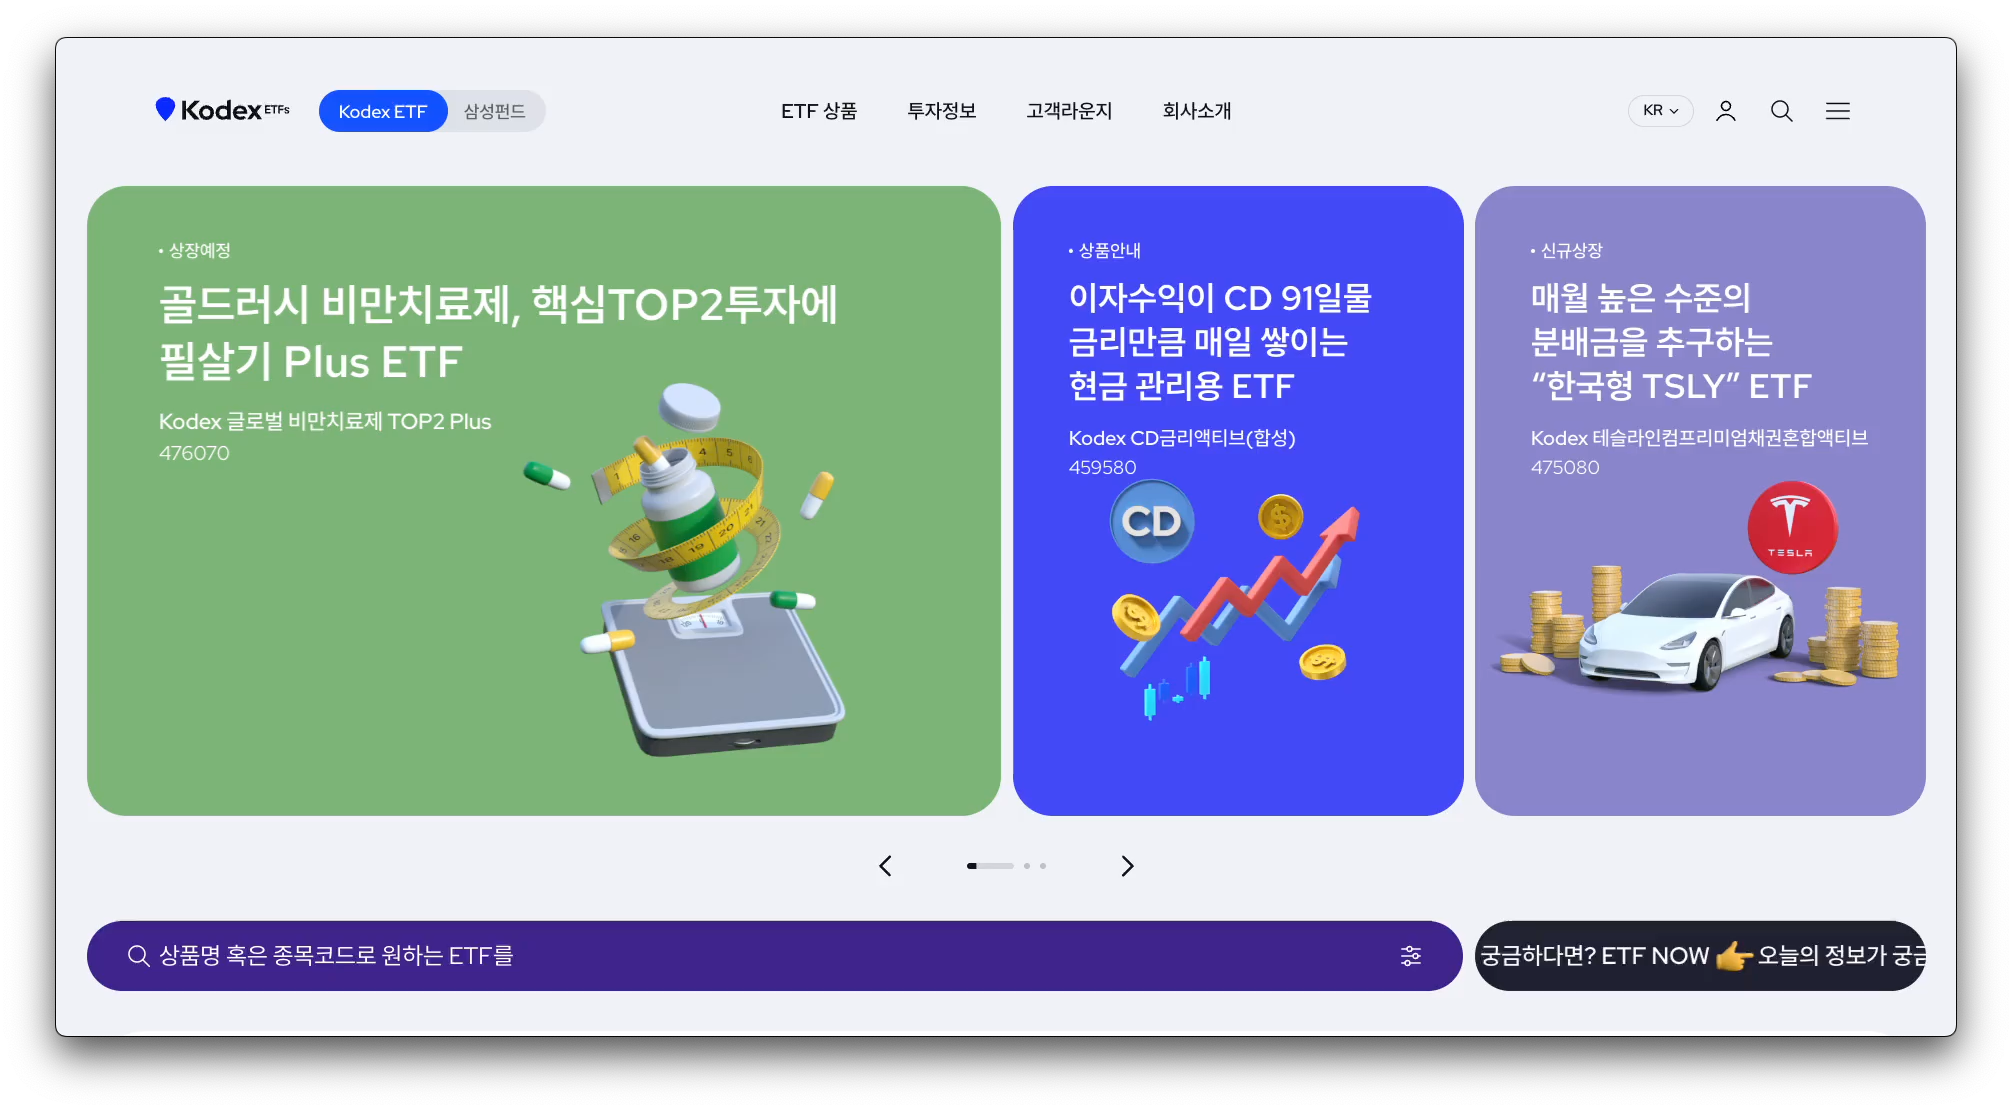 Kodex ETFs
Kodex ETF
삼성펀드
ETF 상품
투자정보
고객라운지
회사소개
KR
• 상장예정
골드러시 비만치료제, 핵심TOP2투자에
필살기 Plus ETF
Kodex 글로벌 비만치료제 TOP2 Plus
476070
• 상품안내
이자수익이 CD 91일물
금리만큼 매일 쌓이는
현금 관리용 ETF
Kodex CD금리액티브(합성)
459580
CD
• 신규상장
매월 높은 수준의
분배금을 추구하는
“한국형 TSLY” ETF
Kodex 테슬라인컴프리미엄채권혼합액티브
475080
TESLA
상품명 혹은 종목코드로 원하는 ETF를
궁금하다면? ETF NOW 👉 오늘의 정보가 궁금